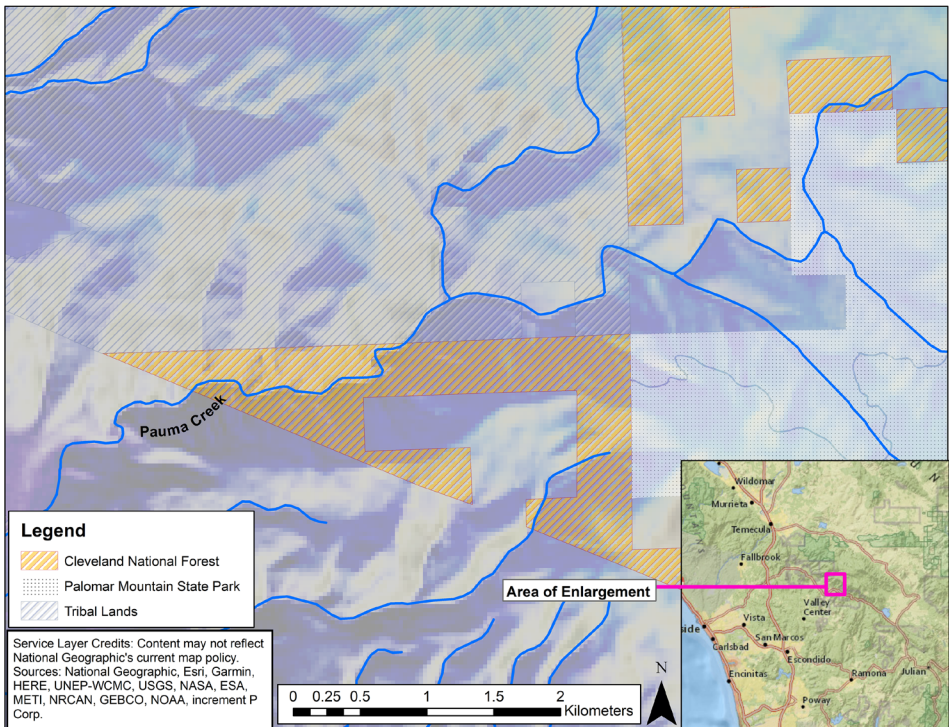 Pauma Creek
Legend
Cleveland National Forest
Palomar Mountain State Park
Tribal Lands
Service Layer Credits: Content may not reflect
National Geographic's current map policy.
Sources: National Geographic, Esri, Garmin,
HERE, UNEP-WCMC, USGS, NASA, ESA,
METI, NRCAN, GEBCO, NOAA, increment P
Corp.
0 0.25 0.5 1 1.5 2
Kilometers
N
Area of Enlargement
Wildomar
Murrieta
Temecula
Fallbrook
Valley
Center
Vista
side
San Marcos
Carlsbad
Escondido
Encinitas
Ramona
Julian
Poway